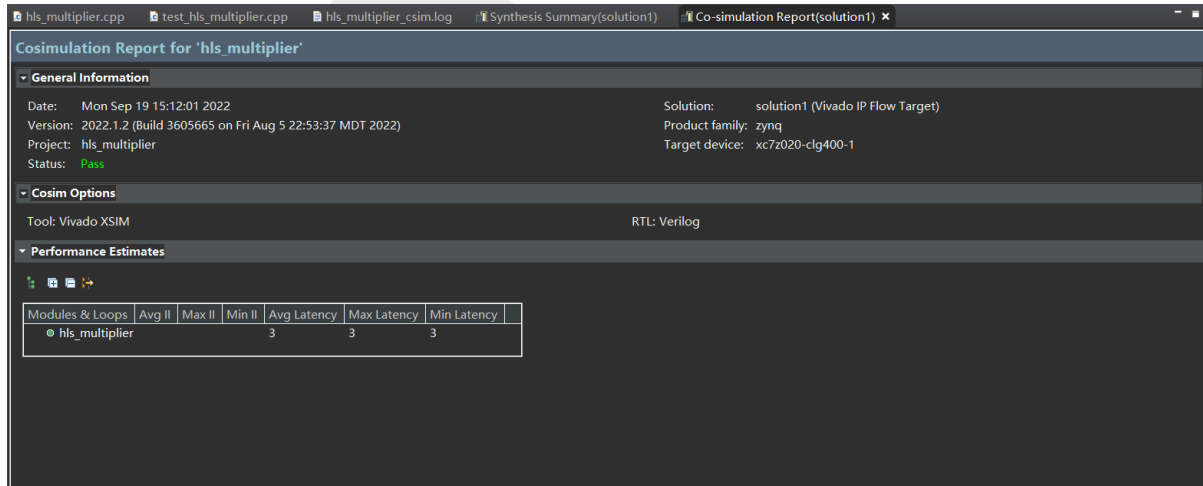 hls_multiplier.cpp test_hls_multiplier.cpp hls_multiplier_csim.log Synthesis Summary(solution1) Co-simulation Report(solution1)
Cosimulation Report for 'hls_multiplier'
General Information
Date: Mon Sep 19 15:12:01 2022 Solution: solution1 (Vivado IP Flow Target)
Version: 2022.1.2 (Build 3605665 on Fri Aug 5 22:53:37 MDT 2022) Product family: zynq
Project: hls_multiplier Target device: xc7z020-clg400-1
Status: Pass
Cosim Options
Tool: Vivado XSIM RTL: Verilog
Performance Estimates
Modules & Loops Avg II Max II Min II Avg Latency Max Latency Min Latency
hls_multiplier 3 3 3